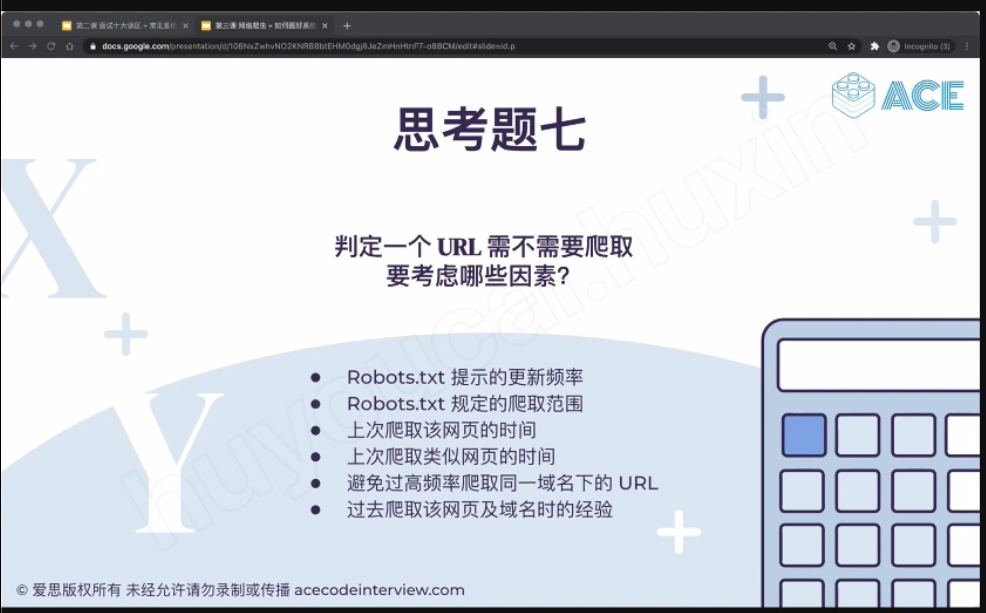 第二课 面试十大误区 + 常见系统
第三课 网络爬虫 + 如何画好系统
docs.google.com/presentation/d/106NsZwhvNO2KNRB8btEHM0dgj8JeZmHnHtnF7-o8BCM/edit#slide=id.p
Incognito (3)
ACE
思考题七
判定一个 URL 需不需要爬取
要考虑哪些因素?
X
Y
● Robots.txt 提示的更新频率
● Robots.txt 规定的爬取范围
● 上次爬取该网页的时间
● 上次爬取类似网页的时间
● 避免过高频率爬取同一域名下的 URL
● 过去爬取该网页及域名时的经验
huyoucai.huxin
© 爱思版权所有 未经允许请勿录制或传播 acecodeinterview.com